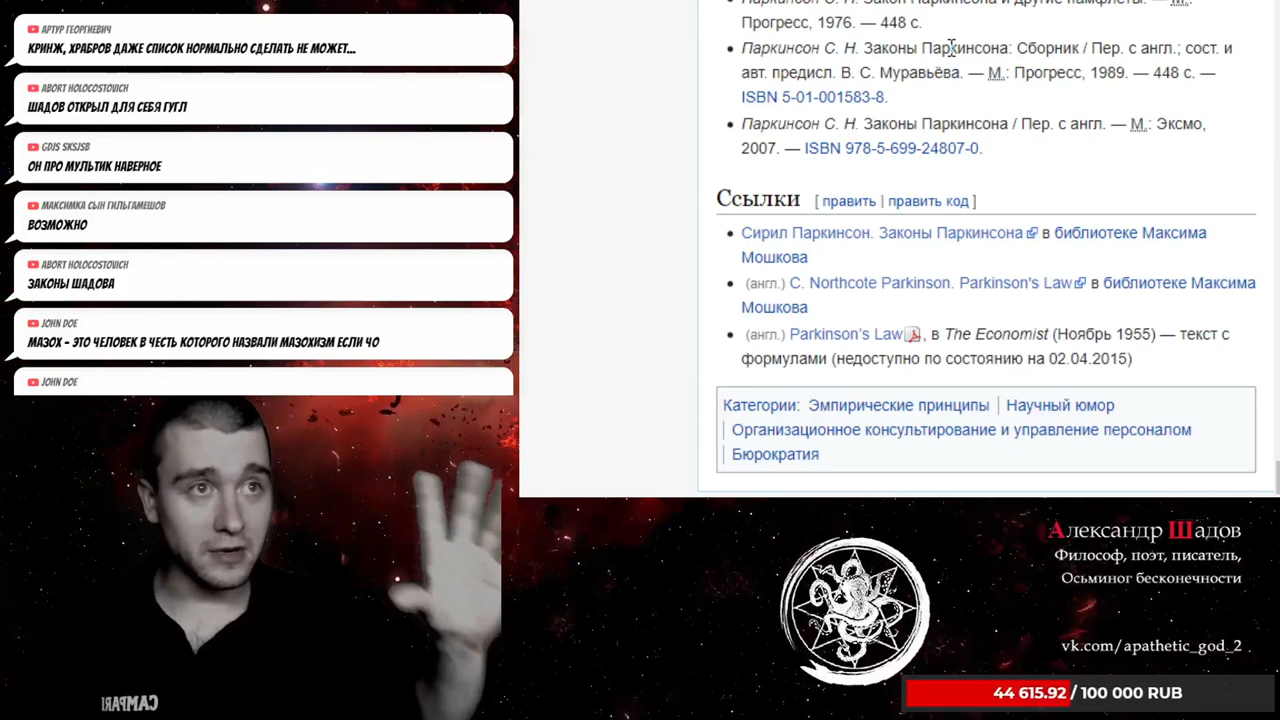 АРТУР ГЕОРГИЕВИЧ
КРИНЖ, ХРАБРОВ ДАЖЕ СПИСОК НОРМАЛЬНО СДЕЛАТЬ НЕ МОЖЕТ...
ABORT HOLOCOSTOVICH
ШАДОВ ОТКРЫЛ ДЛЯ СЕБЯ ГУГЛ
GDJS SKSJSB
ОН ПРО МУЛЬТИК НАВЕРНОЕ
МАКСИМКА СЫН ГИЛЬГАМЕШОВ
ВОЗМОЖНО
ABORT HOLOCOSTOVICH
ЗАКОНЫ ШАДОВА
JOHN DOE
МАЗОХ - ЭТО ЧЕЛОВЕК В ЧЕСТЬ КОТОРОГО НАЗВАЛИ МАЗОХИЗМ ЕСЛИ ЧО
JOHN DOE
Паркинсон С. Н. Закон Паркинсона и другие памфлеты. — М.:
Прогресс, 1976. — 448 с.
Паркинсон С. Н. Законы Паркинсона: Сборник / Пер. с англ.; сост. и
авт. предисл. В. С. Муравьёва. — М.: Прогресс, 1989. — 448 с. —
ISBN 5-01-001583-8.
Паркинсон С. Н. Законы Паркинсона / Пер. с англ. — М.: Эксмо,
2007. — ISBN 978-5-699-24807-0.
Ссылки [ править | править код ]
Сирил Паркинсон. Законы Паркинсона в библиотеке Максима
Мошкова
(англ.) C. Northcote Parkinson. Parkinson's Law в библиотеке Максима
Мошкова
(англ.) Parkinson's Law, в The Economist (Ноябрь 1955) — текст с
формулами (недоступно по состоянию на 02.04.2015)
Категории: Эмпирические принципы | Научный юмор
| Организационное консультирование и управление персоналом
| Бюрократия
CAMPARI
Александр Шадов
Философ, поэт, писатель,
Осьминог бесконечности
vk.com/apathetic_god_2
44 615.92 / 100 000 RUB